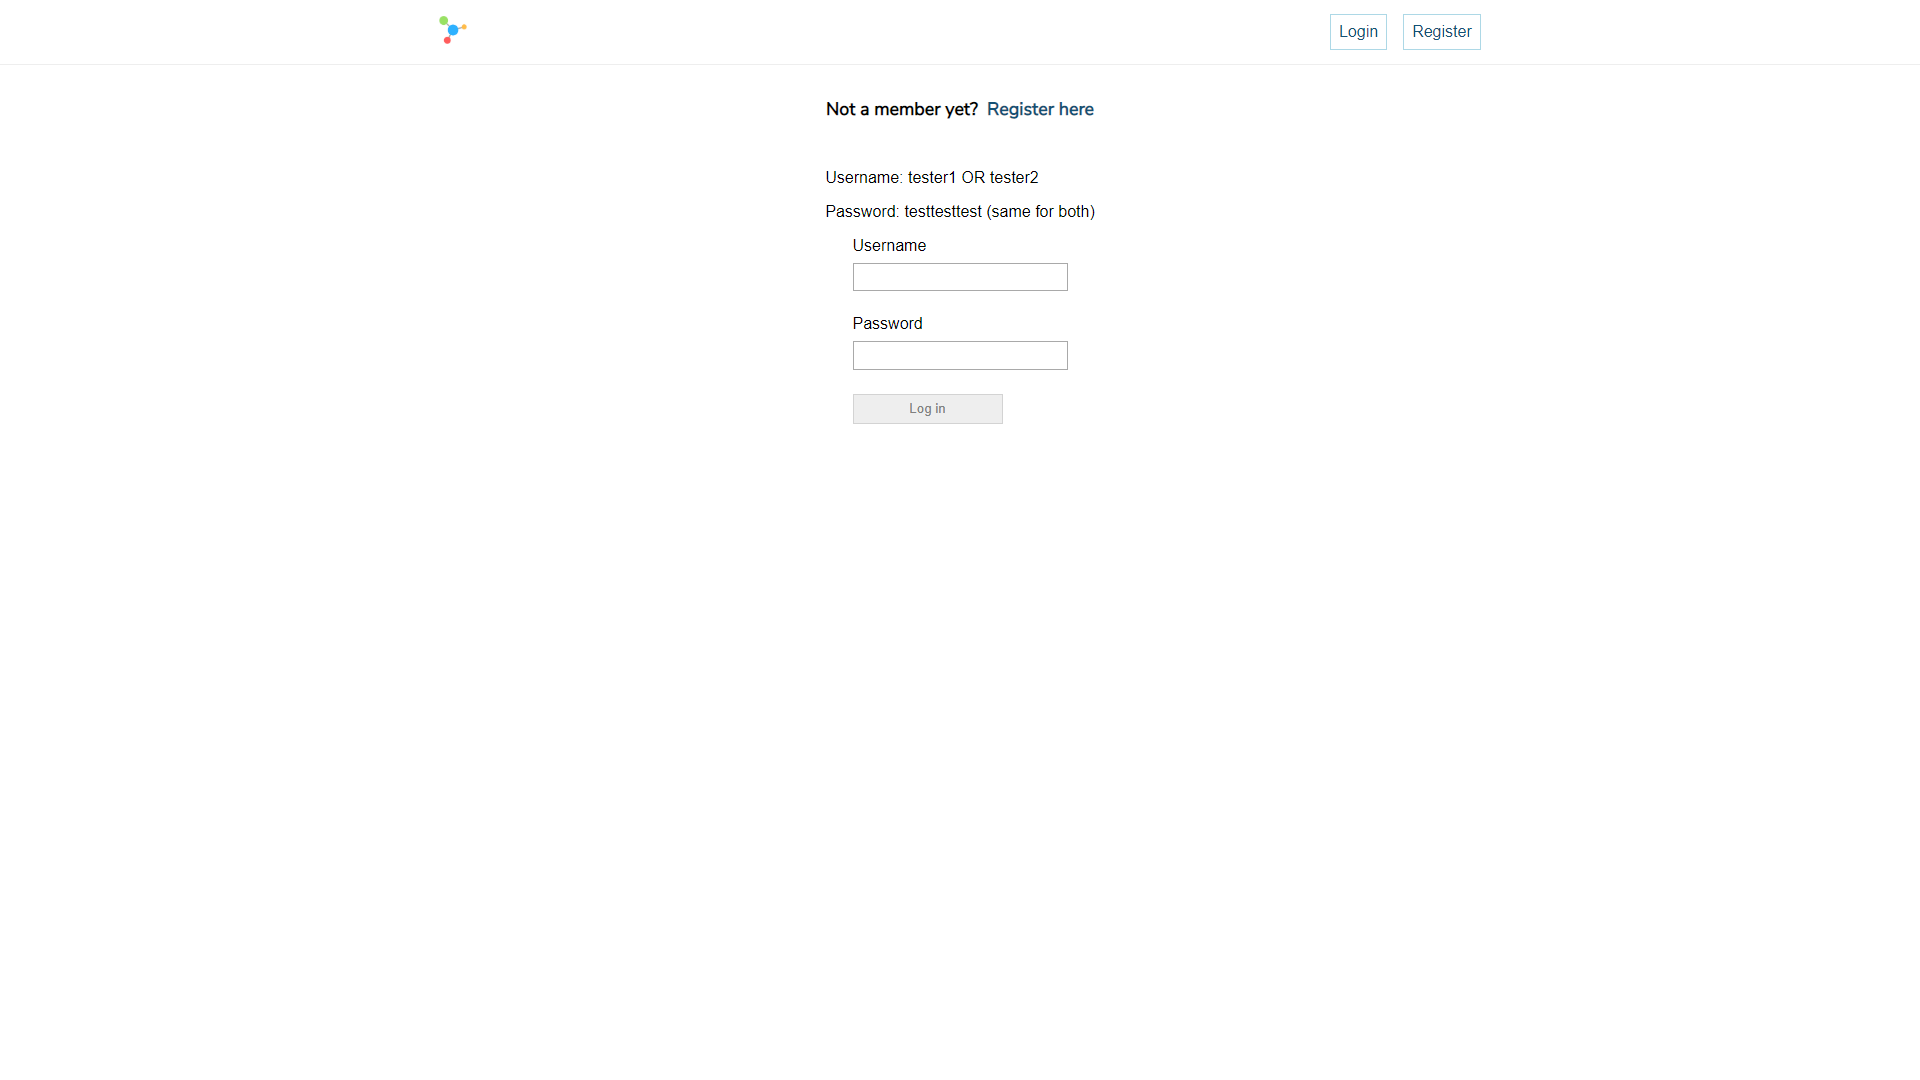 Login Register
Not a member yet? Register here
Username: tester1 OR tester2
Password: testtesttest (same for both)
Username
Password
Log in